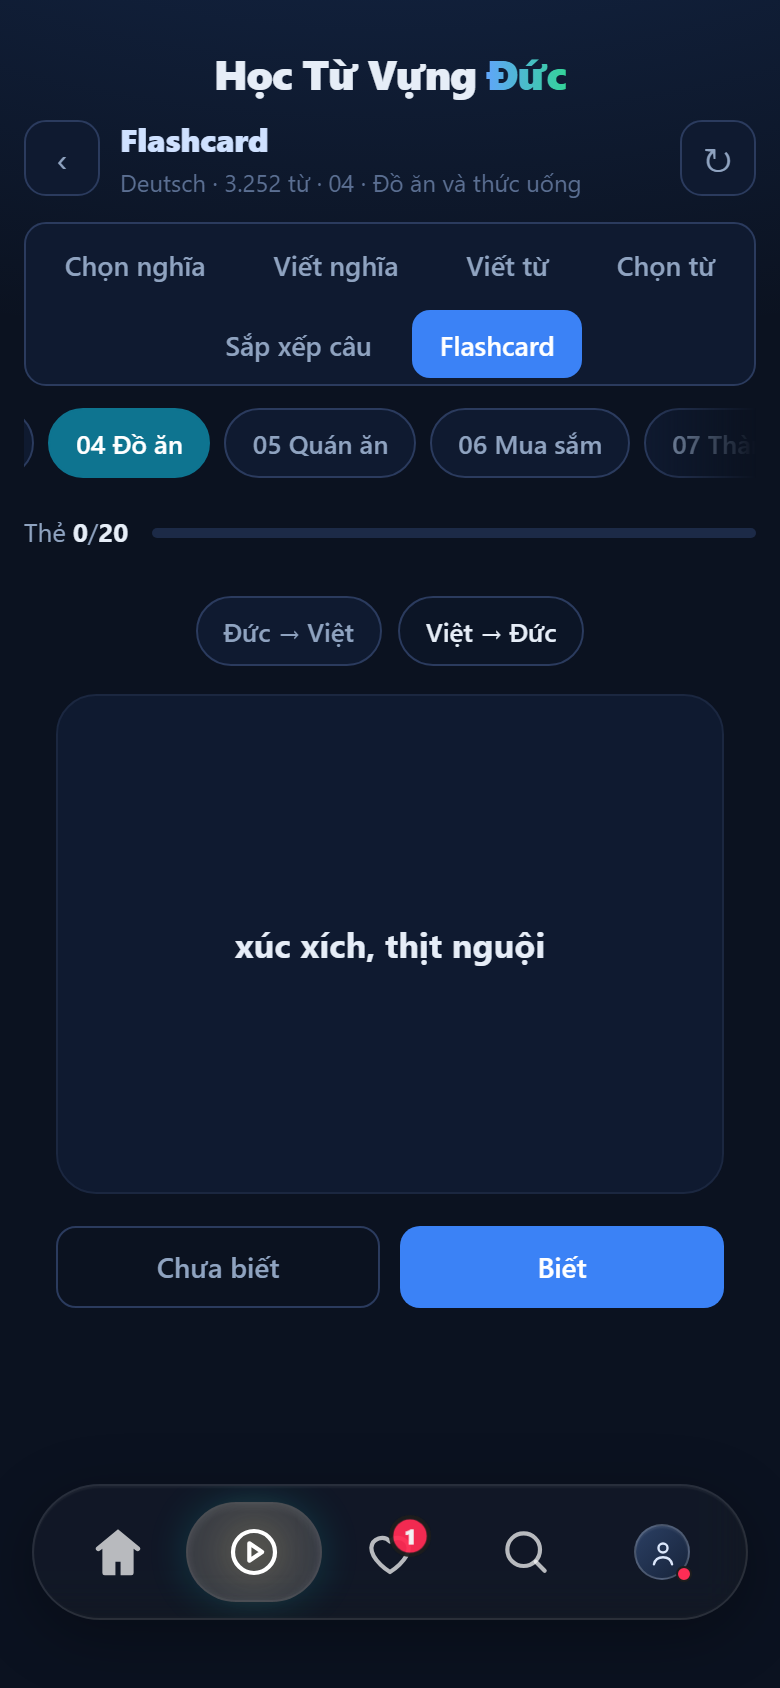 Học Từ Vựng Đức
Flashcard
Deutsch · 3.252 từ · 04 · Đồ ăn và thức uống
Chọn nghĩa Viết nghĩa Viết từ Chọn từ
Sắp xếp câu Flashcard
04 Đồ ăn 05 Quán ăn 06 Mua sắm 07 Thà
Thẻ 0/20
Đức → Việt Việt → Đức
xúc xích, thịt nguội
Chưa biết Biết
1